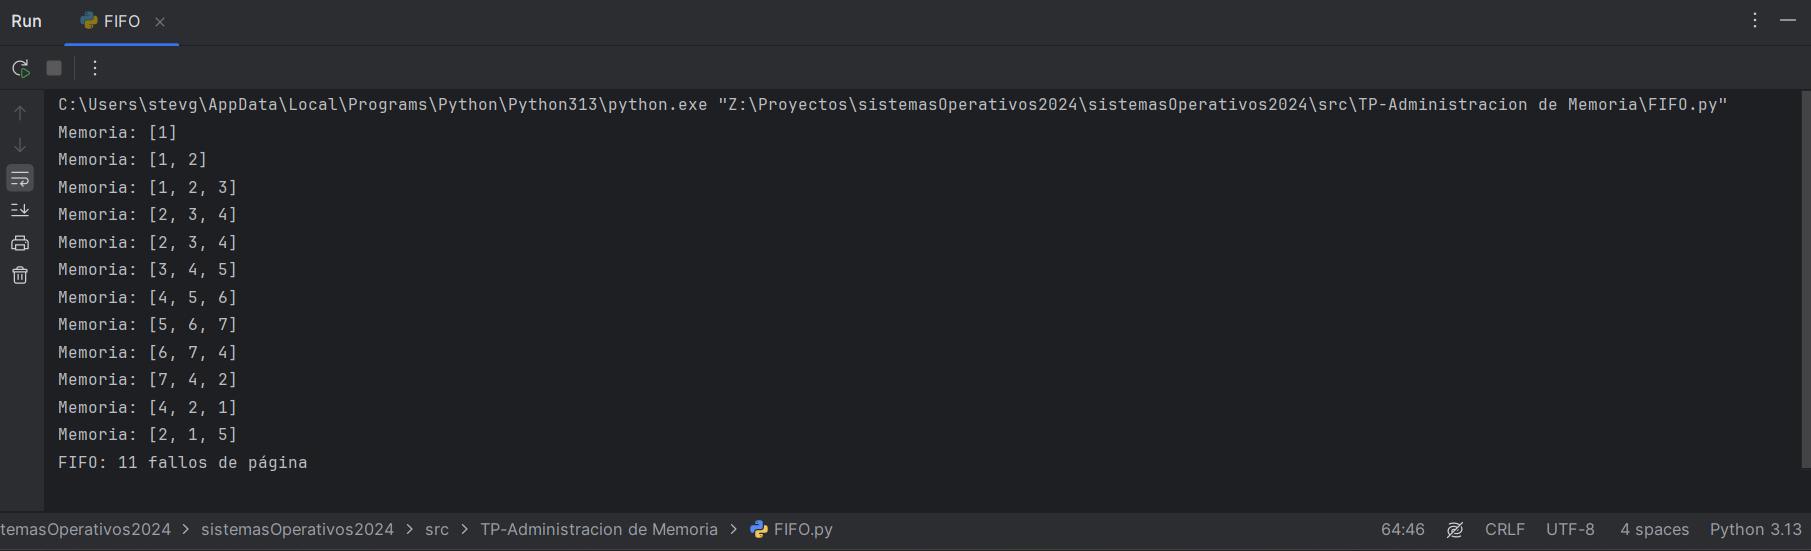 Run FIFO
C:\Users\stevg\AppData\Local\Programs\Python\Python313\python.exe "Z:\Proyectos\sistemasOperativos2024\sistemasOperativos2024\src\TP-Administracion de Memoria\FIFO.py"
Memoria: [1]
Memoria: [1, 2]
Memoria: [1, 2, 3]
Memoria: [2, 3, 4]
Memoria: [2, 3, 4]
Memoria: [3, 4, 5]
Memoria: [4, 5, 6]
Memoria: [5, 6, 7]
Memoria: [6, 7, 4]
Memoria: [7, 4, 2]
Memoria: [4, 2, 1]
Memoria: [2, 1, 5]
FIFO: 11 fallos de página
temasOperativos2024 > sistemasOperativos2024 > src > TP-Administracion de Memoria > FIFO.py 64:46 CRLF UTF-8 4 spaces Python 3.13